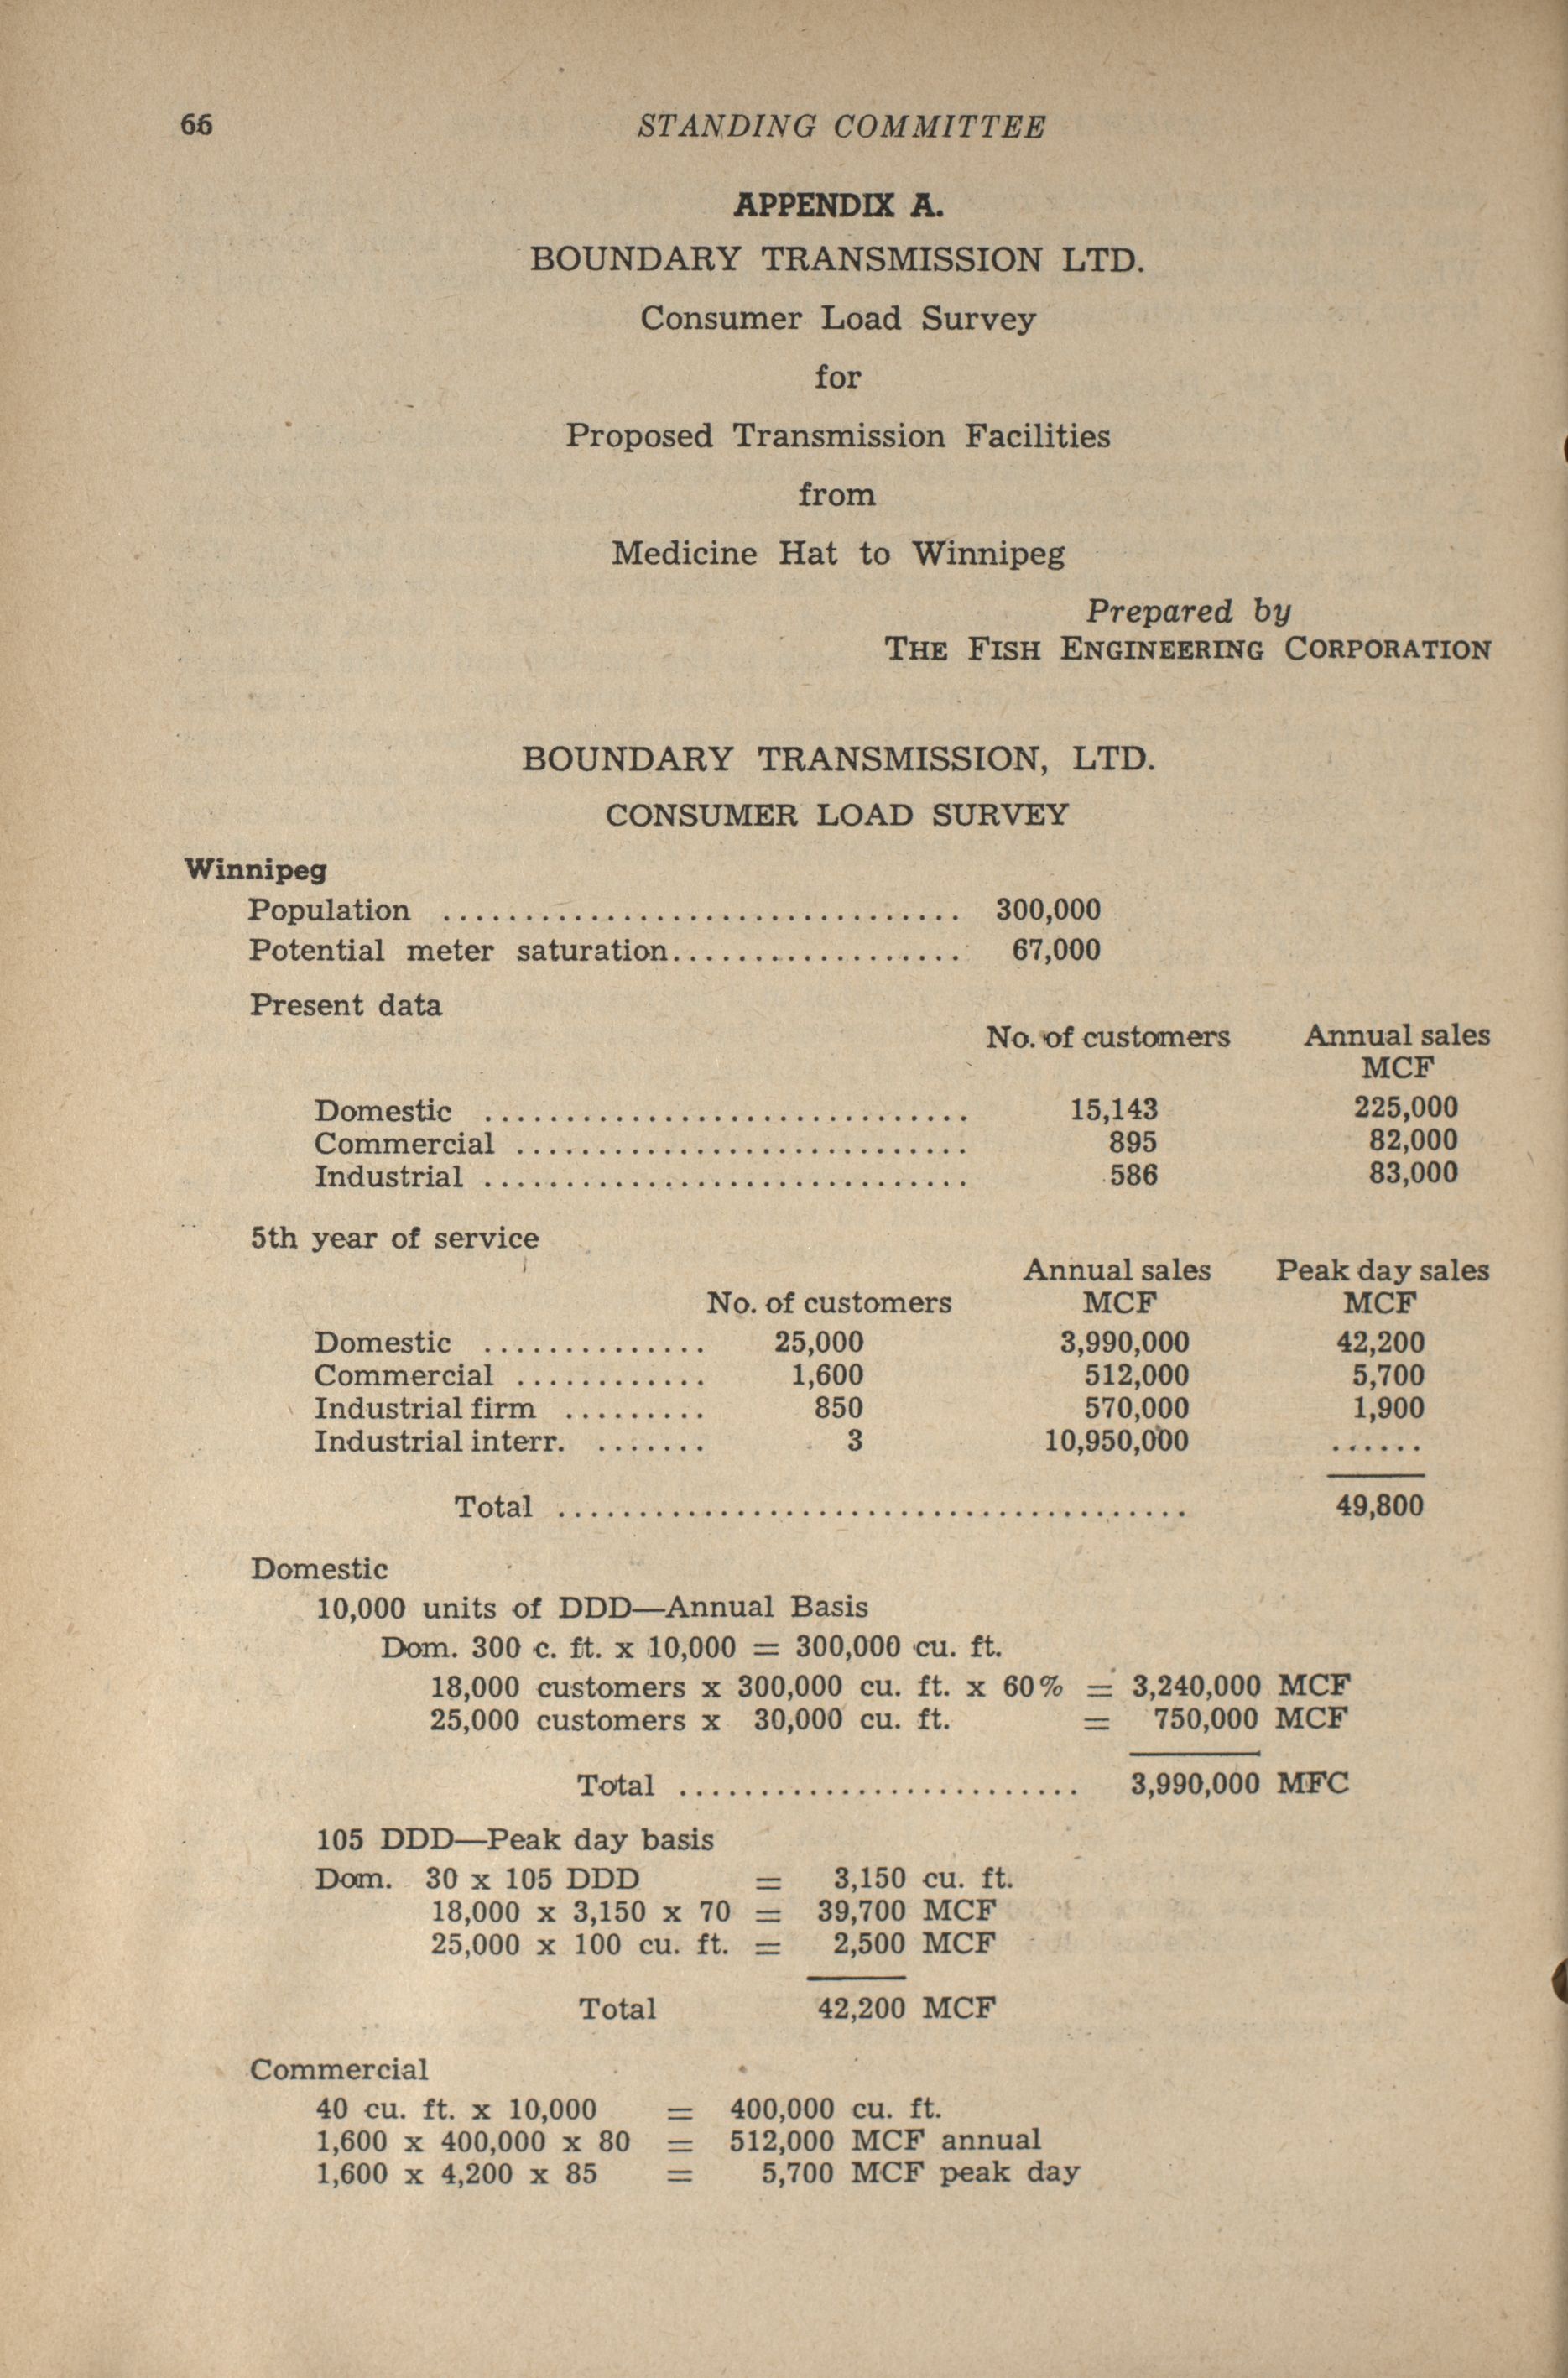 66 STANDING COMMITTEE
APPENDIX A.
BOUNDARY TRANSMISSION LTD.
Consumer Load Survey
for
Proposed Transmission Facilities
from
Medicine Hat to Winnipeg
Prepared by
THE FISH ENGINEERING CORPORATION
BOUNDARY TRANSMISSION, LTD.
CONSUMER LOAD SURVEY
Winnipeg
Population ................................ 300,000
Potential meter saturation.................. 67,000
Present data
No. of customers Annual sales
MCF
Domestic .............................. 15,143 225,000
Commercial ............................ 895 82,000
Industrial .............................. 586 83,000
5th year of service
Annual sales Peak day sales
No. of customers MCF MCF
Domestic .............. 25,000 3,990,000 42,200
Commercial ............ 1,600 512,000 5,700
Industrial firm ......... 850 570,000 1,900
Industrial interr. ....... 3 10,950,000 ......
Total ....................................... 49,800
Domestic
10,000 units of DDD—Annual Basis
Dom. 300 c. ft. x 10,000 = 300,000 cu. ft.
18,000 customers x 300,000 cu. ft. x 60% = 3,240,000 MCF
25,000 customers x 30,000 cu. ft. = 750,000 MCF
Total ......................... 3,990,000 MFC
105 DDD—Peak day basis
Dom. 30 x 105 DDD = 3,150 cu. ft.
18,000 x 3,150 x 70 = 39,700 MCF
25,000 x 100 cu. ft. = 2,500 MCF
Total 42,200 MCF
Commercial
40 cu. ft. x 10,000 = 400,000 cu. ft.
1,600 x 400,000 x 80 = 512,000 MCF annual
1,600 x 4,200 x 85 = 5,700 MCF peak day